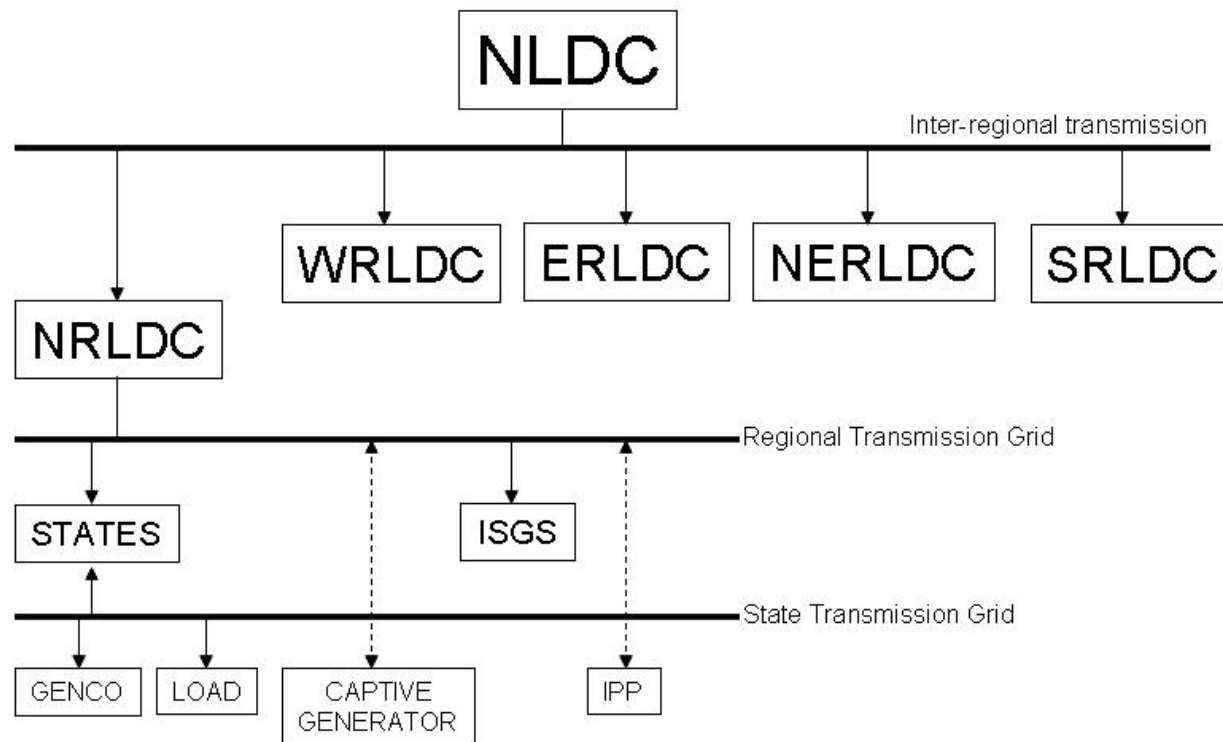 NLDC
Inter-regional transmission
WRLDC
ERLDC
NERLDC
SRLDC
NRLDC
Regional Transmission Grid
STATES
ISGS
State Transmission Grid
GENCO
LOAD
CAPTIVE
GENERATOR
IPP